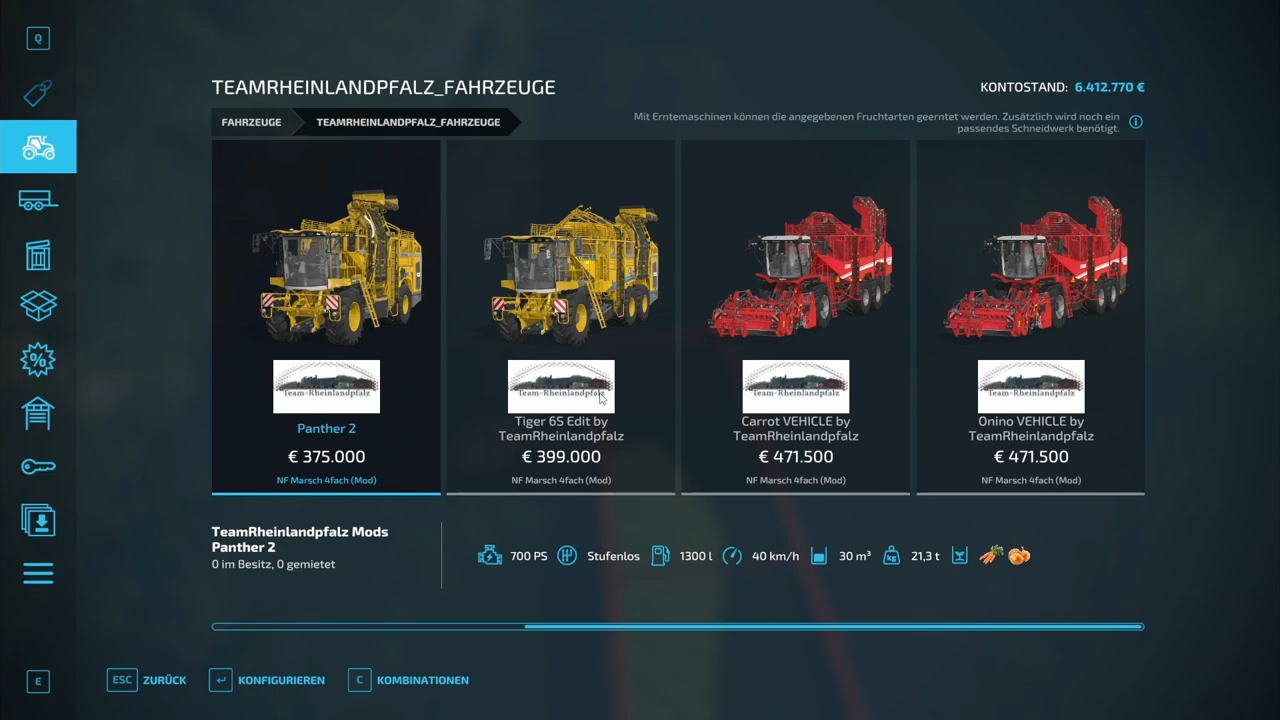 Q
TEAMRHEINLANDPFALZ_FAHRZEUGE
KONTOSTAND: 6.412.770 €
FAHRZEUGE
TEAMRHEINLANDPFALZ_FAHRZEUGE
Mit Erntemaschinen können die angegebenen Fruchtarten geerntet werden. Zusätzlich wird noch ein
passendes Schneidwerk benötigt.
Team-Rheinlandpfalz
Panther 2
€ 375.000
NF Marsch 4fach (Mod)
Team-Rheinlandpfalz
Tiger 6S Edit by
TeamRheinlandpfalz
€ 399.000
NF Marsch 4fach (Mod)
Team-Rheinlandpfalz
Carrot VEHICLE by
TeamRheinlandpfalz
€ 471.500
NF Marsch 4fach (Mod)
Team-Rheinlandpfalz
Onino VEHICLE by
TeamRheinlandpfalz
€ 471.500
NF Marsch 4fach (Mod)
TeamRheinlandpfalz Mods
Panther 2
0 im Besitz, 0 gemietet
700 PS
Stufenlos
1300 l
40 km/h
30 m³
kg
21,3 t
E
ESC ZURÜCK
KONFIGURIEREN
C KOMBINATIONEN